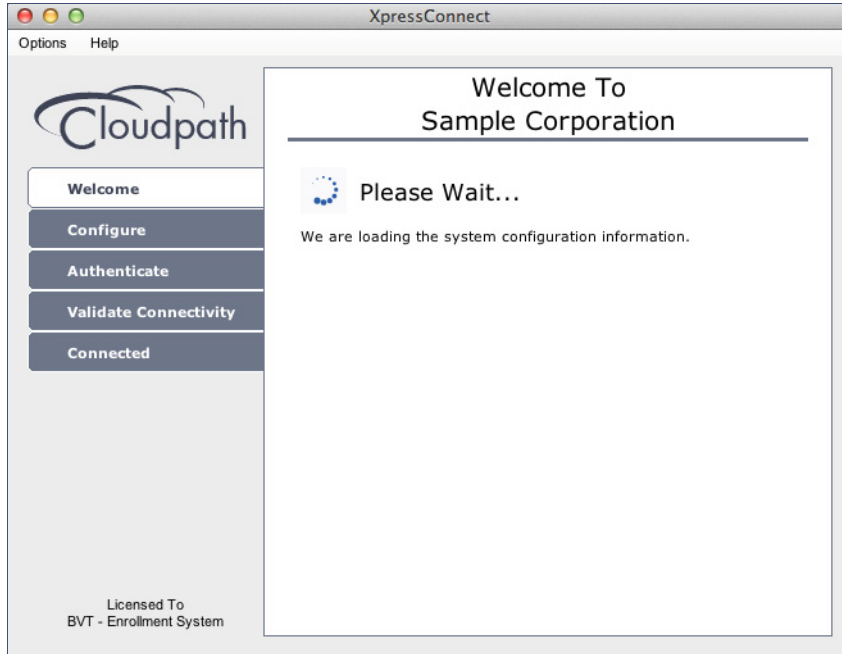 XpressConnect
Options Help
Cloudpath
Welcome
Configure
Authenticate
Validate Connectivity
Connected
Licensed To
BVT - Enrollment System
Welcome To
Sample Corporation
Please Wait...
We are loading the system configuration information.